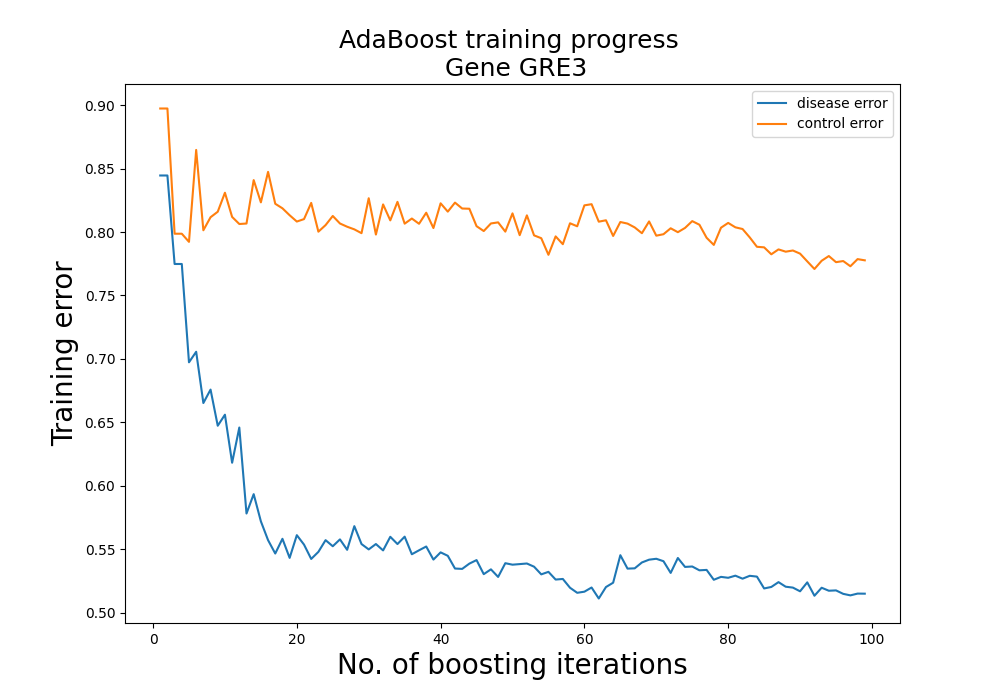 AdaBoost training progress
Gene GRE3
disease error
control error
Training error
0.90
0.85
0.80
0.75
0.70
0.65
0.60
0.55
0.50
0 20 40 60 80 100
No. of boosting iterations